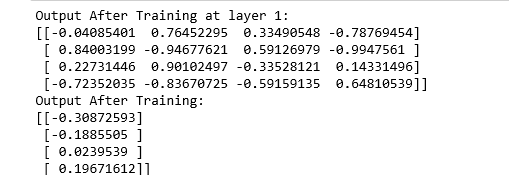 Output After Training at layer 1:
[[-0.04085401  0.76452295  0.33490548 -0.78769454]
 [ 0.84003199 -0.94677621  0.59126979 -0.9947561 ]
 [ 0.22731446  0.90102497 -0.33528121  0.14331496]
 [-0.72352035 -0.83670725 -0.59159135  0.64810539]]
Output After Training:
[[-0.30872593]
 [-0.1885505 ]
 [ 0.0239539 ]
 [ 0.19671612]]